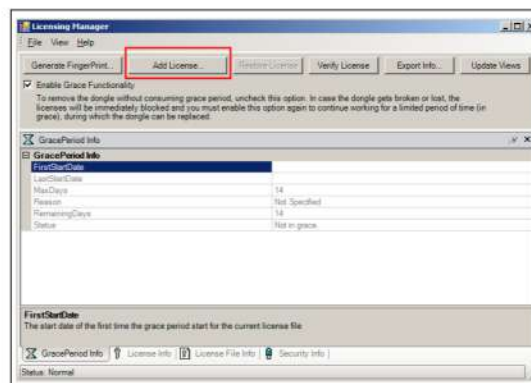 Licensing Manager
File View Help
Generate FingerPrint... Add License... Restore License Verify License Export Info... Update Views
Enable Grace Functionality
To remove the dongle without consuming grace period, uncheck this option. In case the dongle gets broken or lost, the
licenses will be immediately blocked and you must enable this option again to continue working for a limited period of time (in
grace), during which the dongle can be replaced.
GracePeriod Info
GracePeriod Info
FirstStartDate
LastStartDate
MaxDays 14
Reason Not Specified
RemainingDays 14
Status Not in grace
FirstStartDate
The start date of the first time the grace period start for the current license file
GracePeriod Info License Info License File Info Security Info
Status: Normal